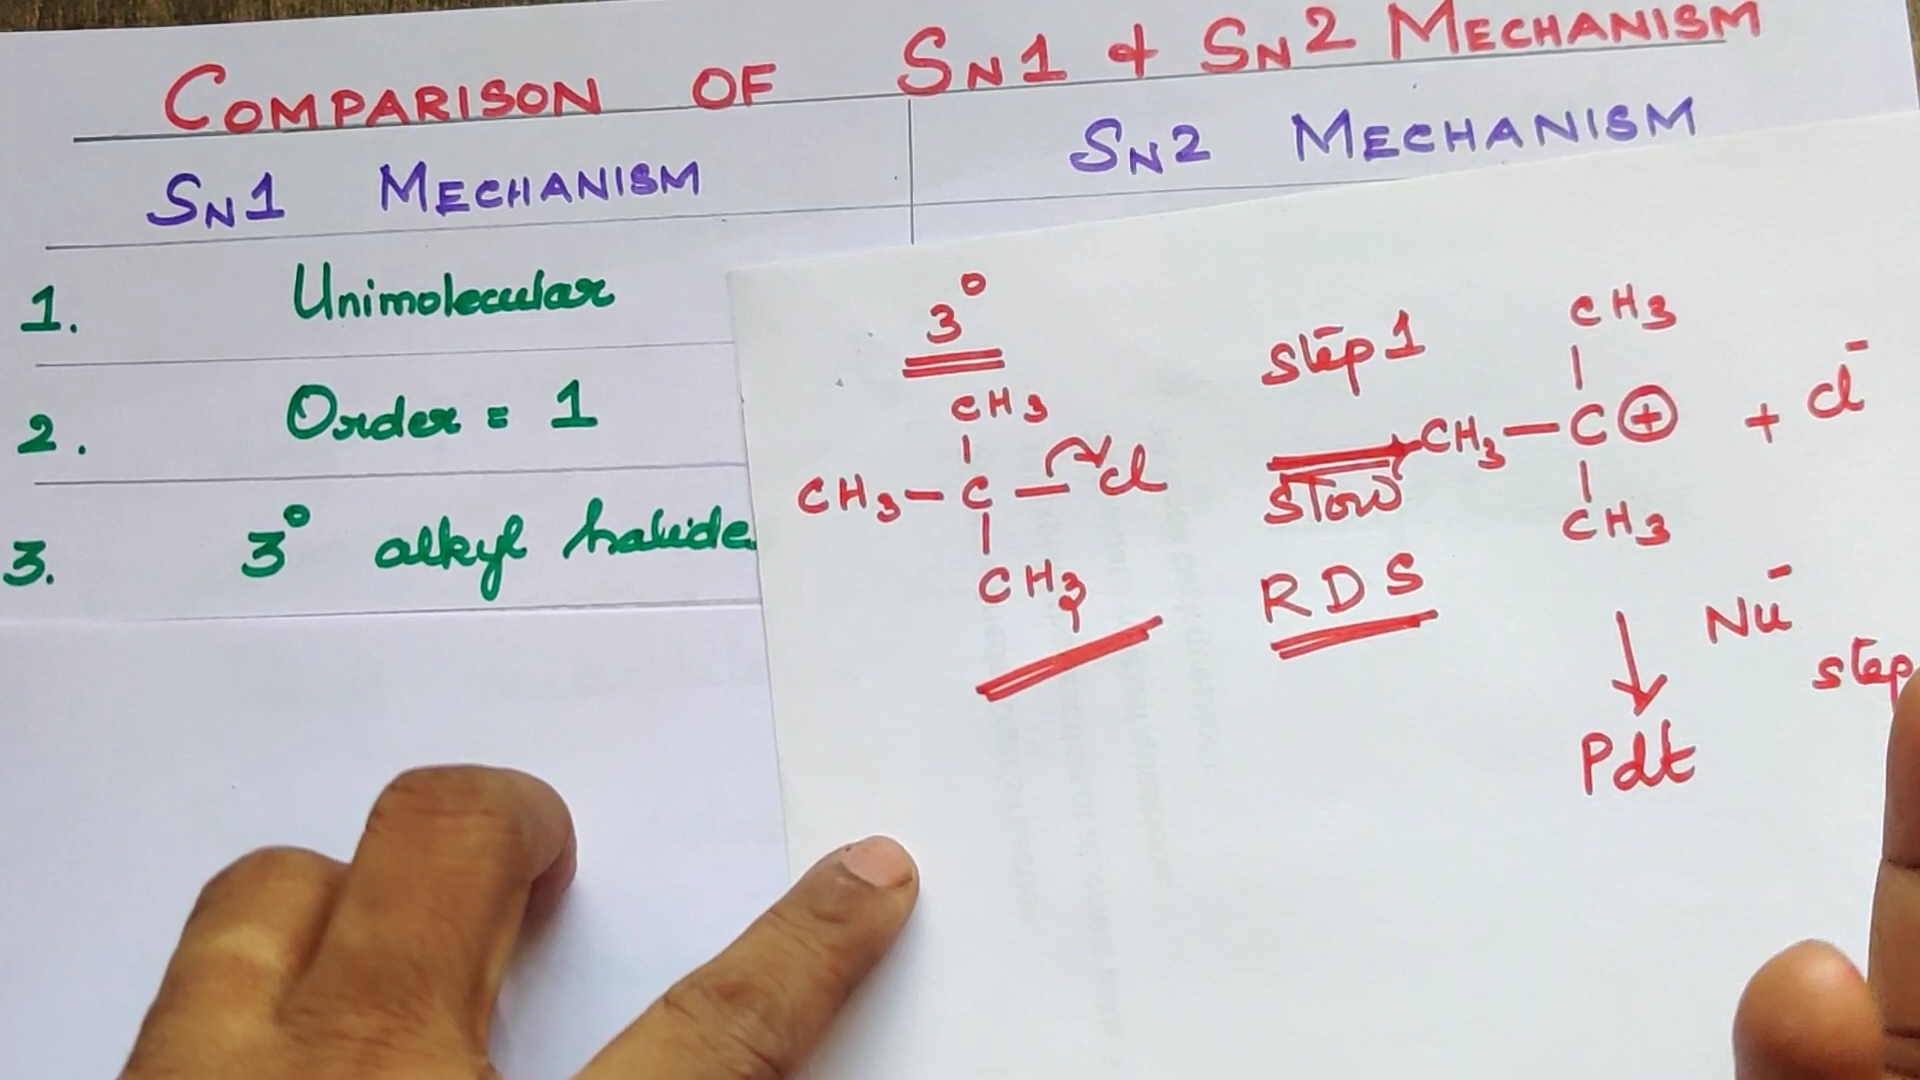 COMPARISON OF SN1 & SN2 MECHANISM
SN1 MECHANISM
SN2 MECHANISM
1. Unimolecular
2. Order = 1
3. 3° alkyl halide
3°
CH3
CH3 – C – Cl
CH3
Step 1
Slow
RDS
CH3
CH3 – C ⊕ + Cl⁻
CH3
Nu⁻
step
Pdt